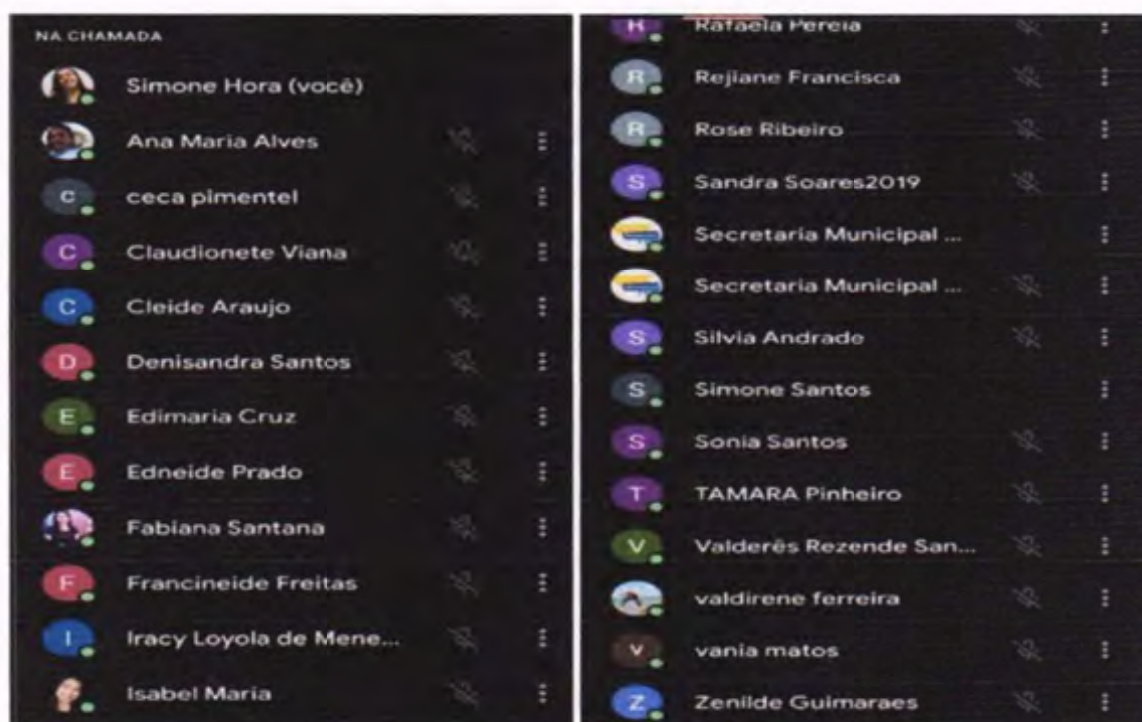 NA CHAMADA
Simone Hora (você)
Ana Maria Alves
c
ceca pimentel
C
Claudionete Viana
C
Cleide Araujo
D
Denisandra Santos
E
Edimaria Cruz
E
Edneide Prado
Fabiana Santana
F
Francineide Freitas
I
Iracy Loyola de Mene...
Isabel Maria
R
Rafaela Pereia
R
Rejiane Francisca
R
Rose Ribeiro
S
Sandra Soares2019
Secretaria Municipal ...
Secretaria Municipal ...
S
Silvia Andrade
S
Simone Santos
S
Sonia Santos
T
TAMARA Pinheiro
V
Valderês Rezende San...
valdirene ferreira
v
vania matos
Z
Zenilde Guimaraes